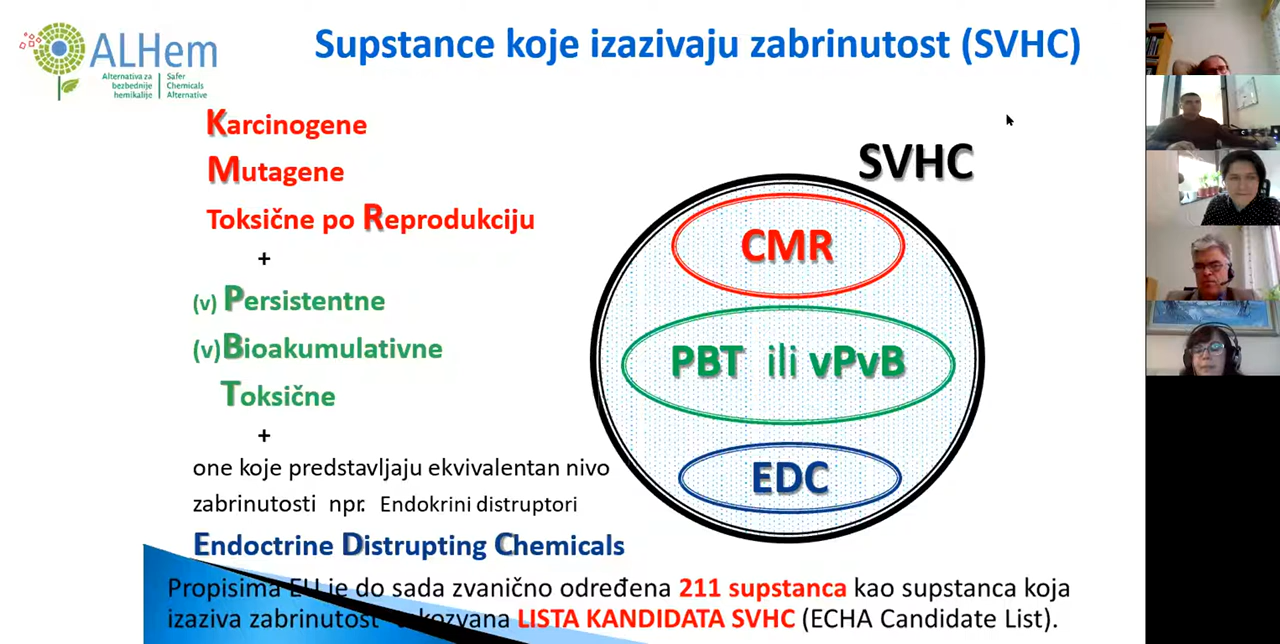 ALHem
Alternativa za
bezbednije
hemikalije
Safer
Chemicals
Alternative
Supstance koje izazivaju zabrinutost (SVHC)
Karcinogene
Mutagene
Toksične po Reprodukciju
+
(v) Persistentne
(v)Bioakumulativne
Toksične
+
one koje predstavljaju ekvivalentan nivo
zabrinutosti npr. Endokrini distruptori
Endoctrine Distrupting Chemicals
SVHC
CMR
PBT ili vPvB
EDC
Propisima EU je do sada zvanično određena 211 supstanca kao supstanca koja
izaziva zabrinutost kozvana LISTA KANDIDATA SVHC (ECHA Candidate List).